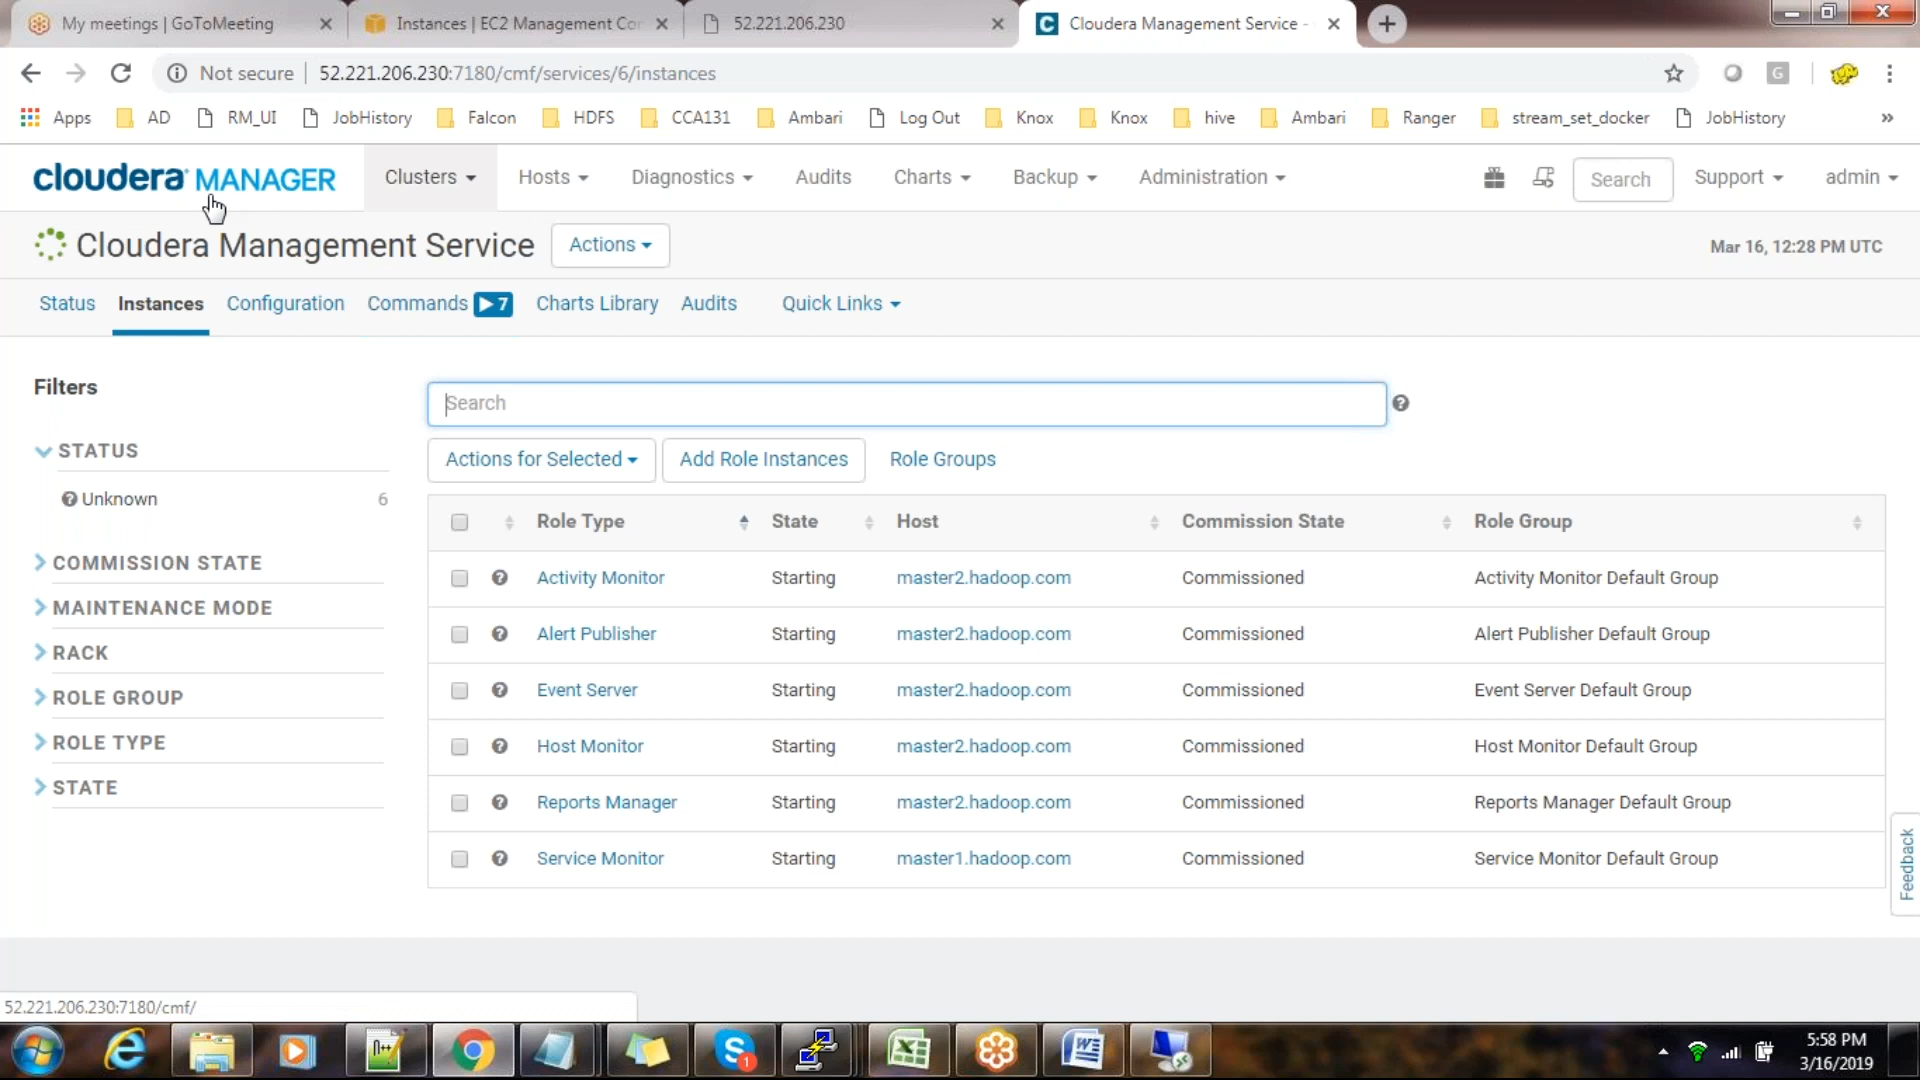 My meetings | GoToMeeting
Instances | EC2 Management Con
52.221.206.230
Cloudera Management Service -
Not secure
52.221.206.230:7180/cmf/services/6/instances
Apps
AD
RM_UI
JobHistory
Falcon
HDFS
CCA131
Ambari
Log Out
Knox
Knox
hive
Ambari
Ranger
stream_set_docker
JobHistory
»
cloudera MANAGER
Clusters
Hosts
Diagnostics
Audits
Charts
Backup
Administration
Search
Support
admin
Cloudera Management Service
Actions
Mar 16, 12:28 PM UTC
Status
Instances
Configuration
Commands 7
Charts Library
Audits
Quick Links
Filters
Search
STATUS
Unknown 6
COMMISSION STATE
MAINTENANCE MODE
RACK
ROLE GROUP
ROLE TYPE
STATE
Actions for Selected
Add Role Instances
Role Groups
Role Type State Host Commission State Role Group
Activity Monitor Starting master2.hadoop.com Commissioned Activity Monitor Default Group
Alert Publisher Starting master2.hadoop.com Commissioned Alert Publisher Default Group
Event Server Starting master2.hadoop.com Commissioned Event Server Default Group
Host Monitor Starting master2.hadoop.com Commissioned Host Monitor Default Group
Reports Manager Starting master2.hadoop.com Commissioned Reports Manager Default Group
Service Monitor Starting master1.hadoop.com Commissioned Service Monitor Default Group
Feedback
52.221.206.230:7180/cmf/
5:58 PM
3/16/2019